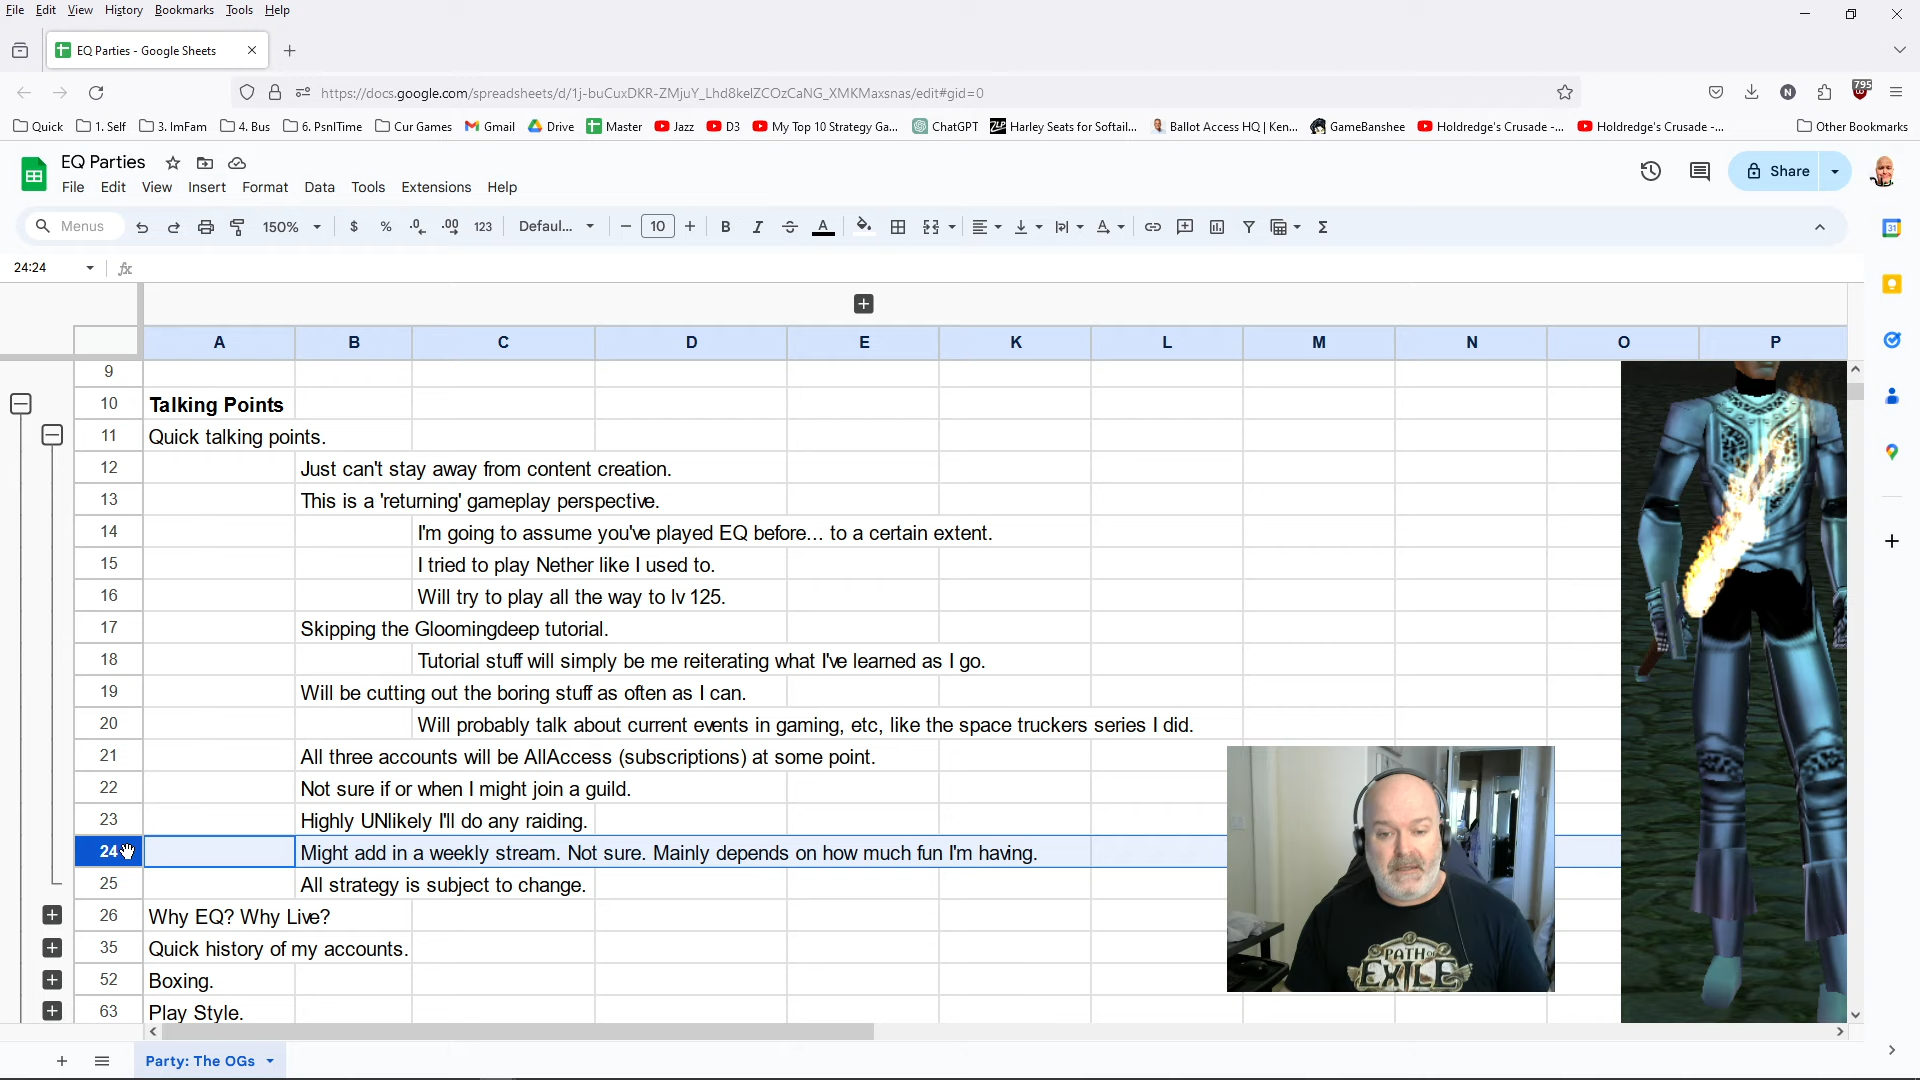 File Edit View History Bookmarks Tools Help
EQ Parties - Google Sheets
https://docs.google.com/spreadsheets/d/1j-buCuxDKR-ZMjuY_Lhd8kelZCOzCaNG_XMKMaxsnas/edit#gid=0
795
Quick 1. Self 3. ImFam 4. Bus 6. PsnlTime Cur Games Gmail Drive Master Jazz D3 My Top 10 Strategy Ga... ChatGPT Harley Seats for Softail... Ballot Access HQ | Ken... GameBanshee Holdredge's Crusade -... Holdredge's Crusade -... Other Bookmarks
EQ Parties
File Edit View Insert Format Data Tools Extensions Help
Share
Menus 150% $ % .0 .00 123 Defaul... 10 B I A
31
24:24 fx
A B C D E K L M N O P
9
10 Talking Points
11 Quick talking points.
12 Just can't stay away from content creation.
13 This is a 'returning' gameplay perspective.
14 I'm going to assume you've played EQ before... to a certain extent.
15 I tried to play Nether like I used to.
16 Will try to play all the way to lv 125.
17 Skipping the Gloomingdeep tutorial.
18 Tutorial stuff will simply be me reiterating what I've learned as I go.
19 Will be cutting out the boring stuff as often as I can.
20 Will probably talk about current events in gaming, etc, like the space truckers series I did.
21 All three accounts will be AllAccess (subscriptions) at some point.
22 Not sure if or when I might join a guild.
23 Highly UNlikely I'll do any raiding.
24 Might add in a weekly stream. Not sure. Mainly depends on how much fun I'm having.
25 All strategy is subject to change.
26 Why EQ? Why Live?
35 Quick history of my accounts.
52 Boxing.
63 Play Style.
PATH OF
EXILE
Party: The OGs